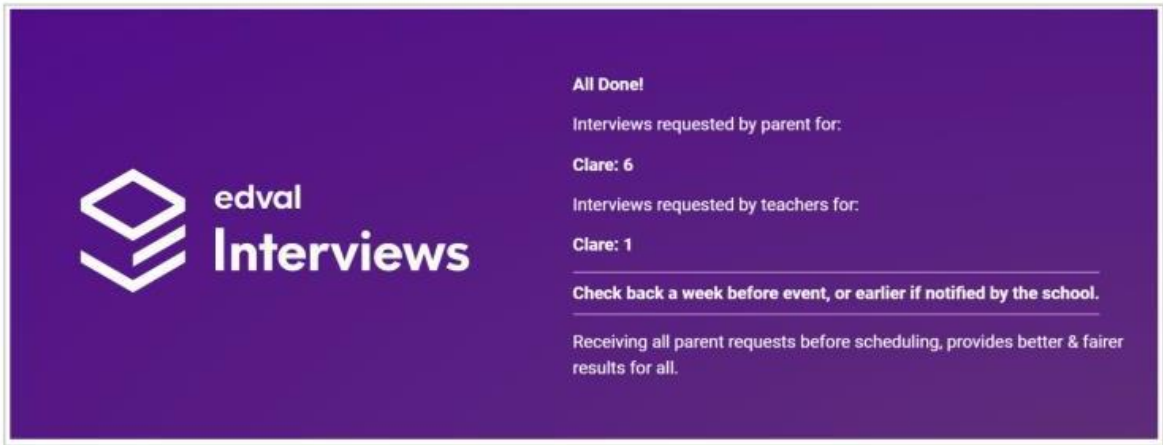 edval
Interviews
All Done!
Interviews requested by parent for:
Clare: 6
Interviews requested by teachers for:
Clare: 1
Check back a week before event, or earlier if notified by the school.
Receiving all parent requests before scheduling, provides better & fairer
results for all.